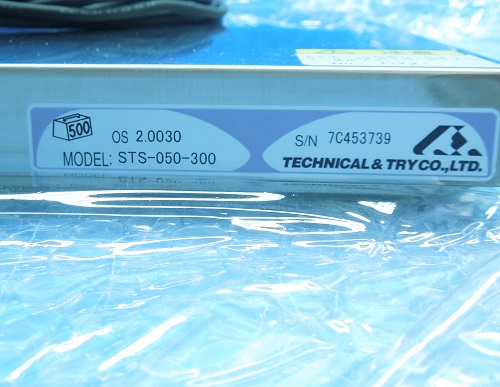 500
OS 2.0030
MODEL: STS-050-300
S/N 7C453739
TECHNICAL & TRY CO., LTD.